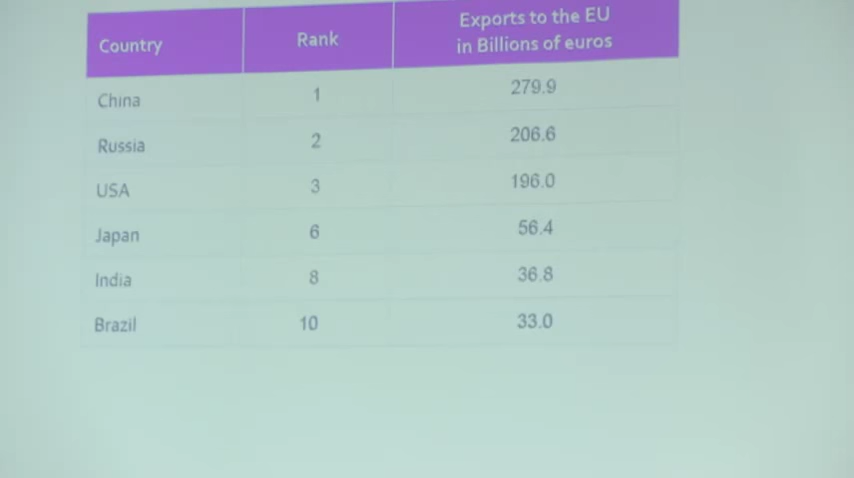 Country Rank Exports to the EU
in Billions of euros
China 1 279.9
Russia 2 206.6
USA 3 196.0
Japan 6 56.4
India 8 36.8
Brazil 10 33.0